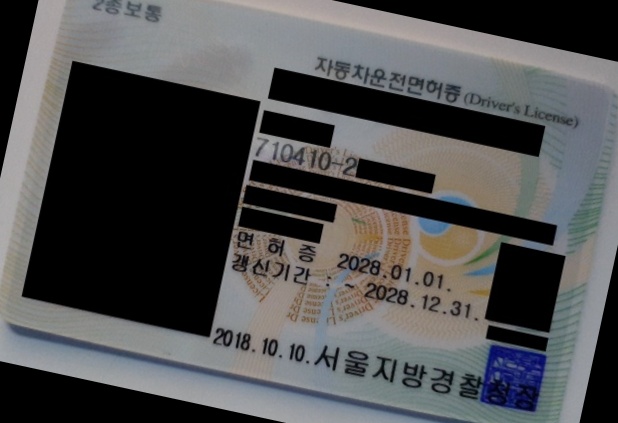 2종보통
자동차운전면허증 (Driver's License)
710410-2
면 허 증 2028.01.01.
갱신기간 : ~ 2028.12.31.
2018.10.10. 서울지방경찰청장